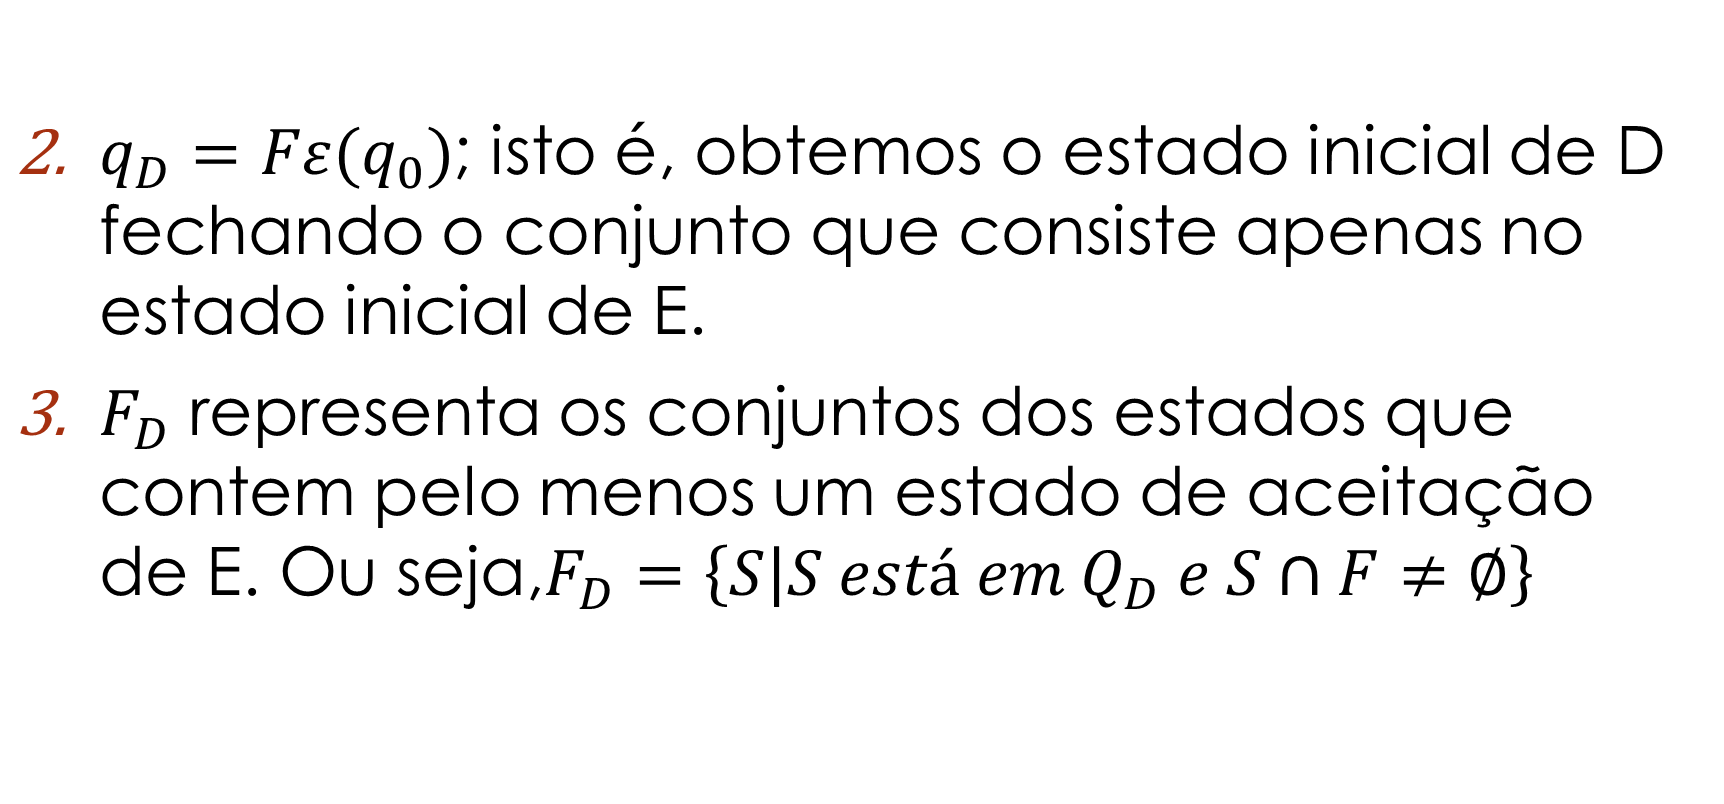 2. q_D = Fε(q_0); isto é, obtemos o estado inicial de D
fechando o conjunto que consiste apenas no
estado inicial de E.
3. F_D representa os conjuntos dos estados que
contem pelo menos um estado de aceitação
de E. Ou seja,F_D = {S|S está em Q_D e S ∩ F ≠ ∅}